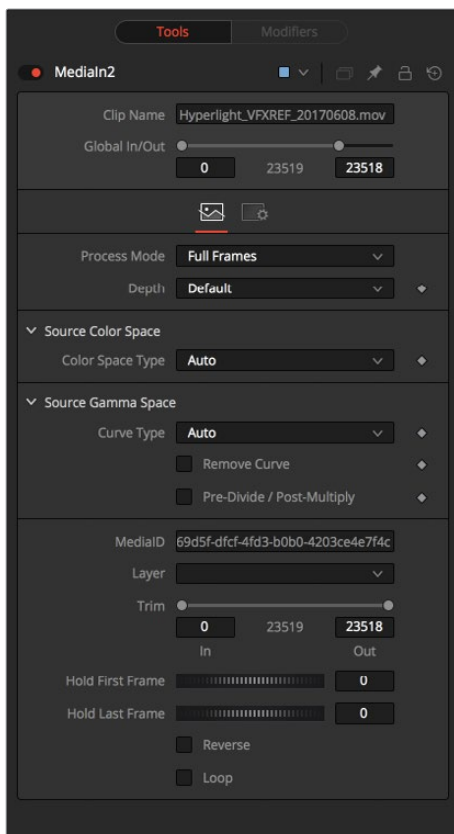 Tools Modifiers
MediaIn2
Clip Name Hyperlight_VFXREF_20170608.mov
Global In/Out
0 23519 23518
Process Mode Full Frames
Depth Default
Source Color Space
Color Space Type Auto
Source Gamma Space
Curve Type Auto
Remove Curve
Pre-Divide / Post-Multiply
MediaID 69d5f-dfcf-4fd3-b0b0-4203ce4e7f4c
Layer
Trim
0 23519 23518
In Out
Hold First Frame 0
Hold Last Frame 0
Reverse
Loop